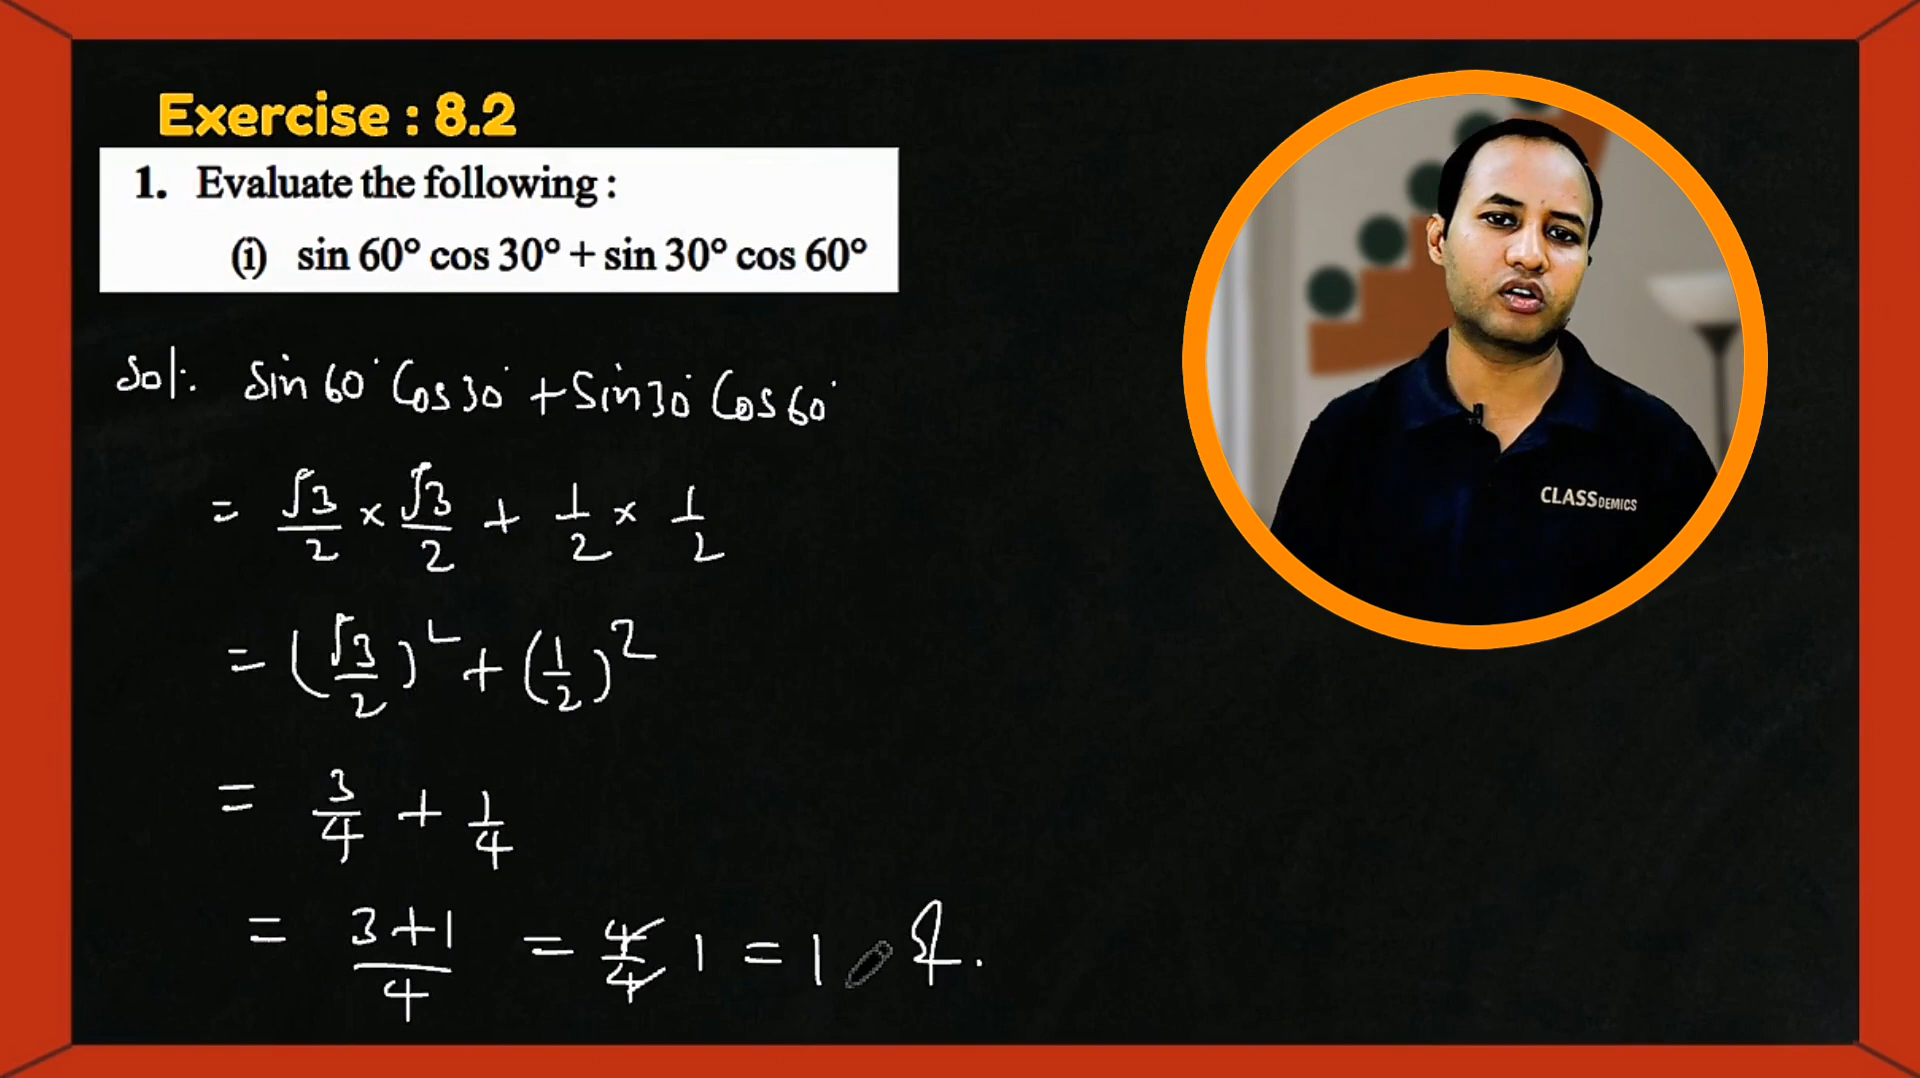 Exercise : 8.2
1. Evaluate the following :
(i) sin 60° cos 30° + sin 30° cos 60°
Sol:. Sin 60° Cos 30° + Sin 30° Cos 60°
= √3/2 × √3/2 + 1/2 × 1/2
= (√3/2)² + (1/2)²
= 3/4 + 1/4
= 3+1/4 = 4/4 1 = 1
CLASSDEMICS